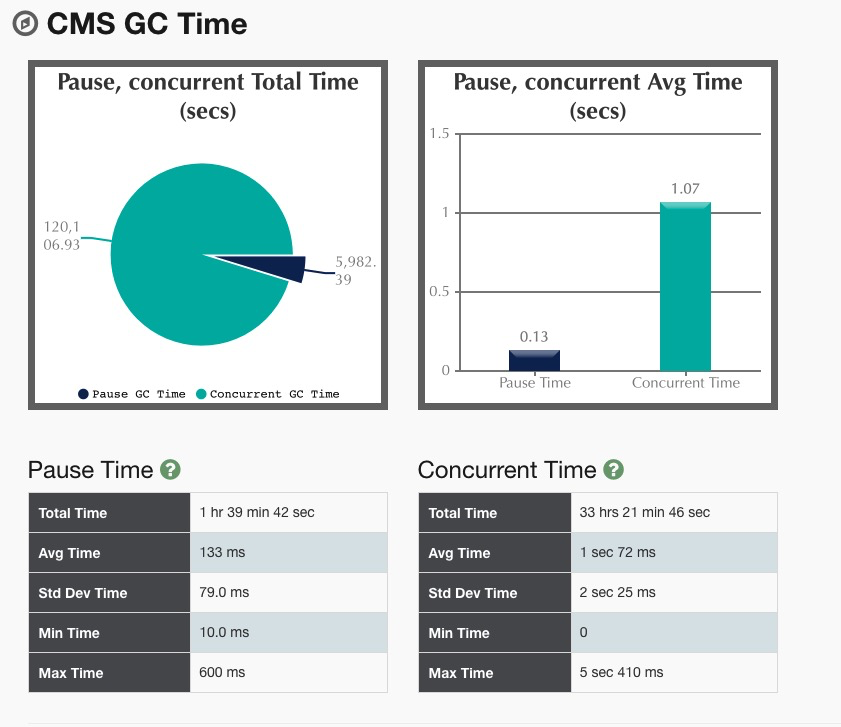 CMS GC Time
Pause, concurrent Total Time
(secs)
120,1
06.93
5,982.
39
Pause GC Time Concurrent GC Time
Pause, concurrent Avg Time
(secs)
1.5
1
0.5
0
0.13
1.07
Pause Time Concurrent Time
Pause Time ?
Total Time 1 hr 39 min 42 sec
Avg Time 133 ms
Std Dev Time 79.0 ms
Min Time 10.0 ms
Max Time 600 ms
Concurrent Time ?
Total Time 33 hrs 21 min 46 sec
Avg Time 1 sec 72 ms
Std Dev Time 2 sec 25 ms
Min Time 0
Max Time 5 sec 410 ms